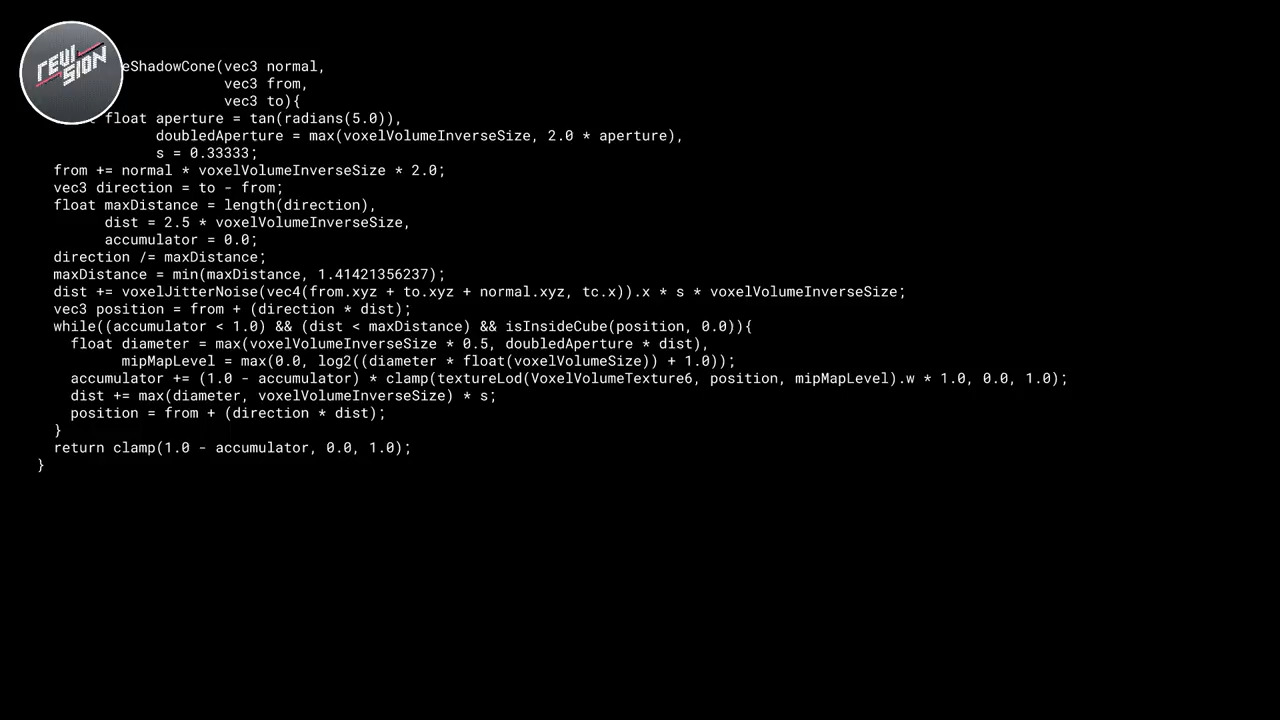 REVISION
eShadowCone(vec3 normal,
vec3 from,
vec3 to){
float aperture = tan(radians(5.0)),
doubledAperture = max(voxelVolumeInverseSize, 2.0 * aperture),
s = 0.33333;
from += normal * voxelVolumeInverseSize * 2.0;
vec3 direction = to - from;
float maxDistance = length(direction),
dist = 2.5 * voxelVolumeInverseSize,
accumulator = 0.0;
direction /= maxDistance;
maxDistance = min(maxDistance, 1.41421356237);
dist += voxelJitterNoise(vec4(from.xyz + to.xyz + normal.xyz, tc.x)).x * s * voxelVolumeInverseSize;
vec3 position = from + (direction * dist);
while((accumulator < 1.0) && (dist < maxDistance) && isInsideCube(position, 0.0)){
float diameter = max(voxelVolumeInverseSize * 0.5, doubledAperture * dist),
mipMapLevel = max(0.0, log2((diameter * float(voxelVolumeSize)) + 1.0));
accumulator += (1.0 - accumulator) * clamp(textureLod(VoxelVolumeTexture6, position, mipMapLevel).w * 1.0, 0.0, 1.0);
dist += max(diameter, voxelVolumeInverseSize) * s;
position = from + (direction * dist);
}
return clamp(1.0 - accumulator, 0.0, 1.0);
}